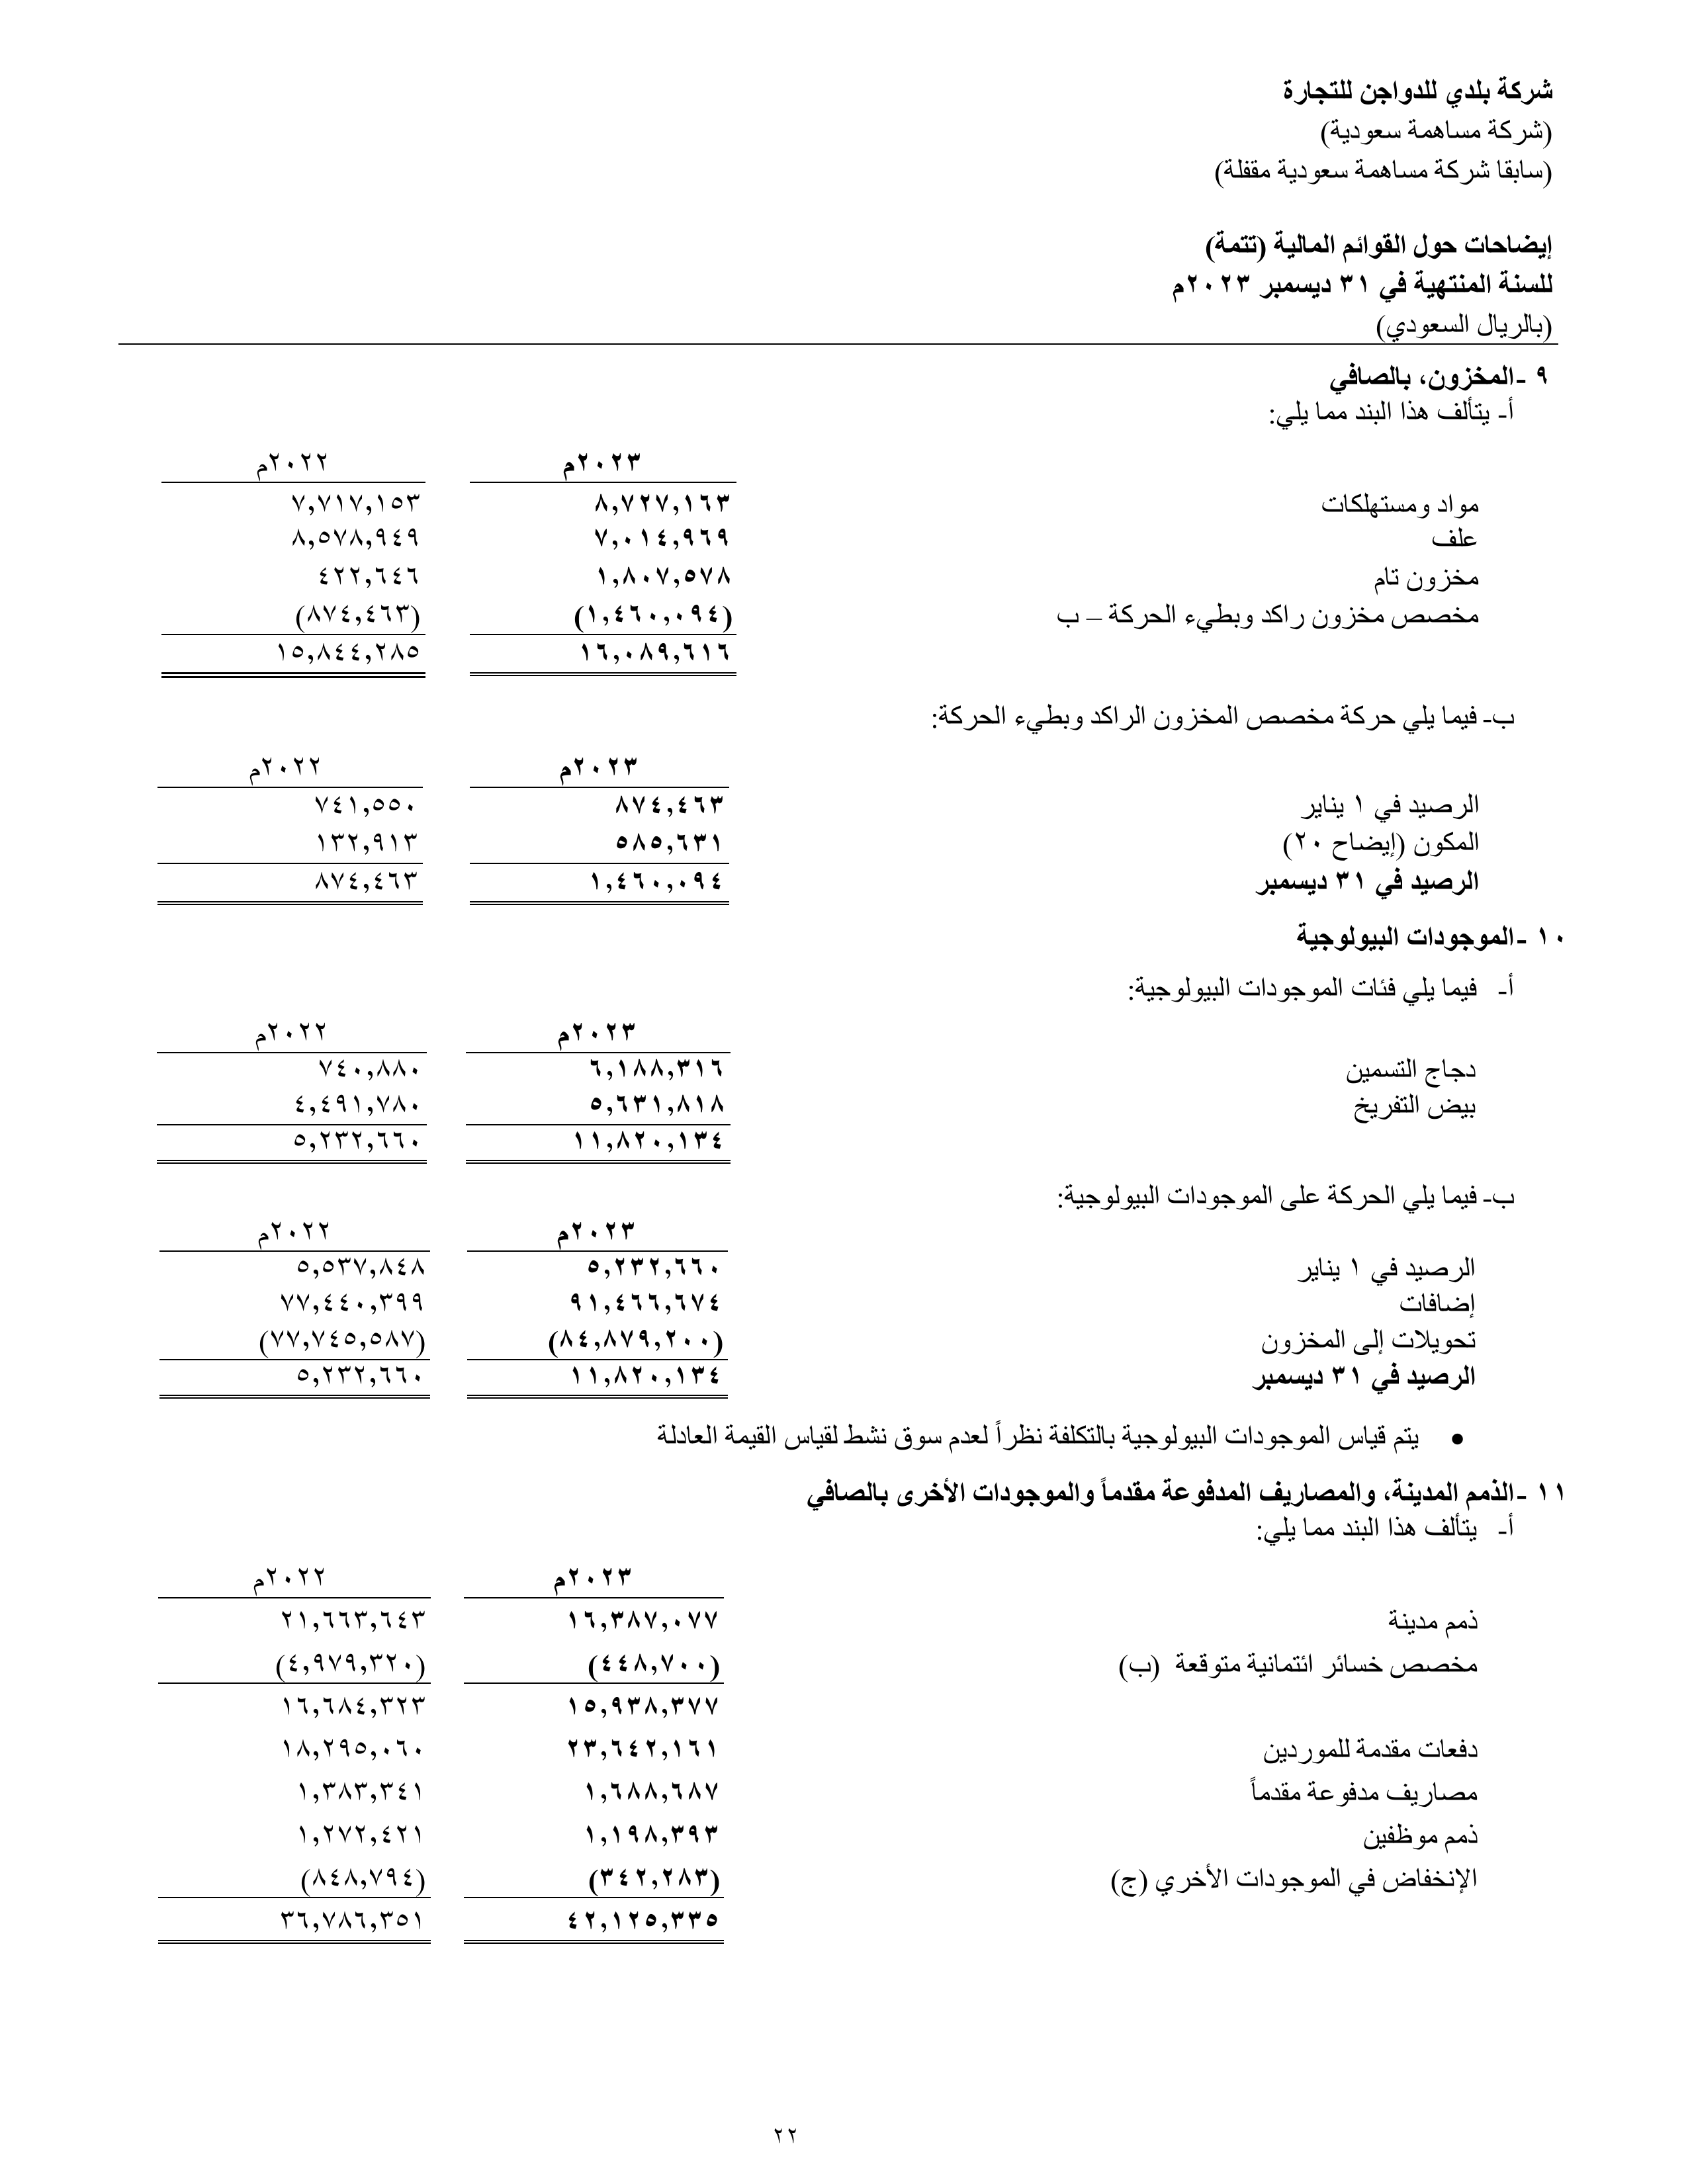 شركة بلدي للدواجن للتجارة
(شركة مساهمة سعودية)
(سابقا شركة مساهمة سعودية مقفلة)
إيضاحات حول القوائم المالية (تتمة)
للسنة المنتهية في ٣١ ديسمبر ٢٠٢٣م
(بالريال السعودي)
٩ -المخزون، بالصافي
أ- يتألف هذا البند مما يلي:
٢٠٢٣م ٢٠٢٢م
مواد ومستهلكات ٨,٧٢٧,١٦٣ ٧,٧١٧,١٥٣
علف ٧,٠١٤,٩٦٩ ٨,٥٧٨,٩٤٩
مخزون تام ١,٨٠٧,٥٧٨ ٤٢٢,٦٤٦
مخصص مخزون راكد وبطيء الحركة – ب (١,٤٦٠,٠٩٤) (٨٧٤,٤٦٣)
١٦,٠٨٩,٦١٦ ١٥,٨٤٤,٢٨٥
ب- فيما يلي حركة مخصص المخزون الراكد وبطيء الحركة:
٢٠٢٣م ٢٠٢٢م
الرصيد في ١ يناير ٨٧٤,٤٦٣ ٧٤١,٥٥٠
المكون (إيضاح ٢٠) ٥٨٥,٦٣١ ١٣٢,٩١٣
الرصيد في ٣١ ديسمبر ١,٤٦٠,٠٩٤ ٨٧٤,٤٦٣
١٠ -الموجودات البيولوجية
أ- فيما يلي فئات الموجودات البيولوجية:
٢٠٢٣م ٢٠٢٢م
دجاج التسمين ٦,١٨٨,٣١٦ ٧٤٠,٨٨٠
بيض التفريخ ٥,٦٣١,٨١٨ ٤,٤٩١,٧٨٠
١١,٨٢٠,١٣٤ ٥,٢٣٢,٦٦٠
ب- فيما يلي الحركة على الموجودات البيولوجية:
٢٠٢٣م ٢٠٢٢م
الرصيد في ١ يناير ٥,٢٣٢,٦٦٠ ٥,٥٣٧,٨٤٨
إضافات ٩١,٤٦٦,٦٧٤ ٧٧,٤٤٠,٣٩٩
تحويلات إلى المخزون (٨٤,٨٧٩,٢٠٠) (٧٧,٧٤٥,٥٨٧)
الرصيد في ٣١ ديسمبر ١١,٨٢٠,١٣٤ ٥,٢٣٢,٦٦٠
• يتم قياس الموجودات البيولوجية بالتكلفة نظراً لعدم سوق نشط لقياس القيمة العادلة
١١ -الذمم المدينة، والمصاريف المدفوعة مقدماً والموجودات الأخرى بالصافي
أ- يتألف هذا البند مما يلي:
٢٠٢٣م ٢٠٢٢م
ذمم مدينة ١٦,٣٨٧,٠٧٧ ٢١,٦٦٣,٦٤٣
مخصص خسائر ائتمانية متوقعة (ب) (٤٤٨,٧٠٠) (٤,٩٧٩,٣٢٠)
١٥,٩٣٨,٣٧٧ ١٦,٦٨٤,٣٢٣
دفعات مقدمة للموردين ٢٣,٦٤٢,١٦١ ١٨,٢٩٥,٠٦٠
مصاريف مدفوعة مقدماً ١,٦٨٨,٦٨٧ ١,٣٨٣,٣٤١
ذمم موظفين ١,١٩٨,٣٩٣ ١,٢٧٢,٤٢١
الإنخفاض في الموجودات الأخري (ج) (٣٤٢,٢٨٣) (٨٤٨,٧٩٤)
٤٢,١٢٥,٣٣٥ ٣٦,٧٨٦,٣٥١
٢٢